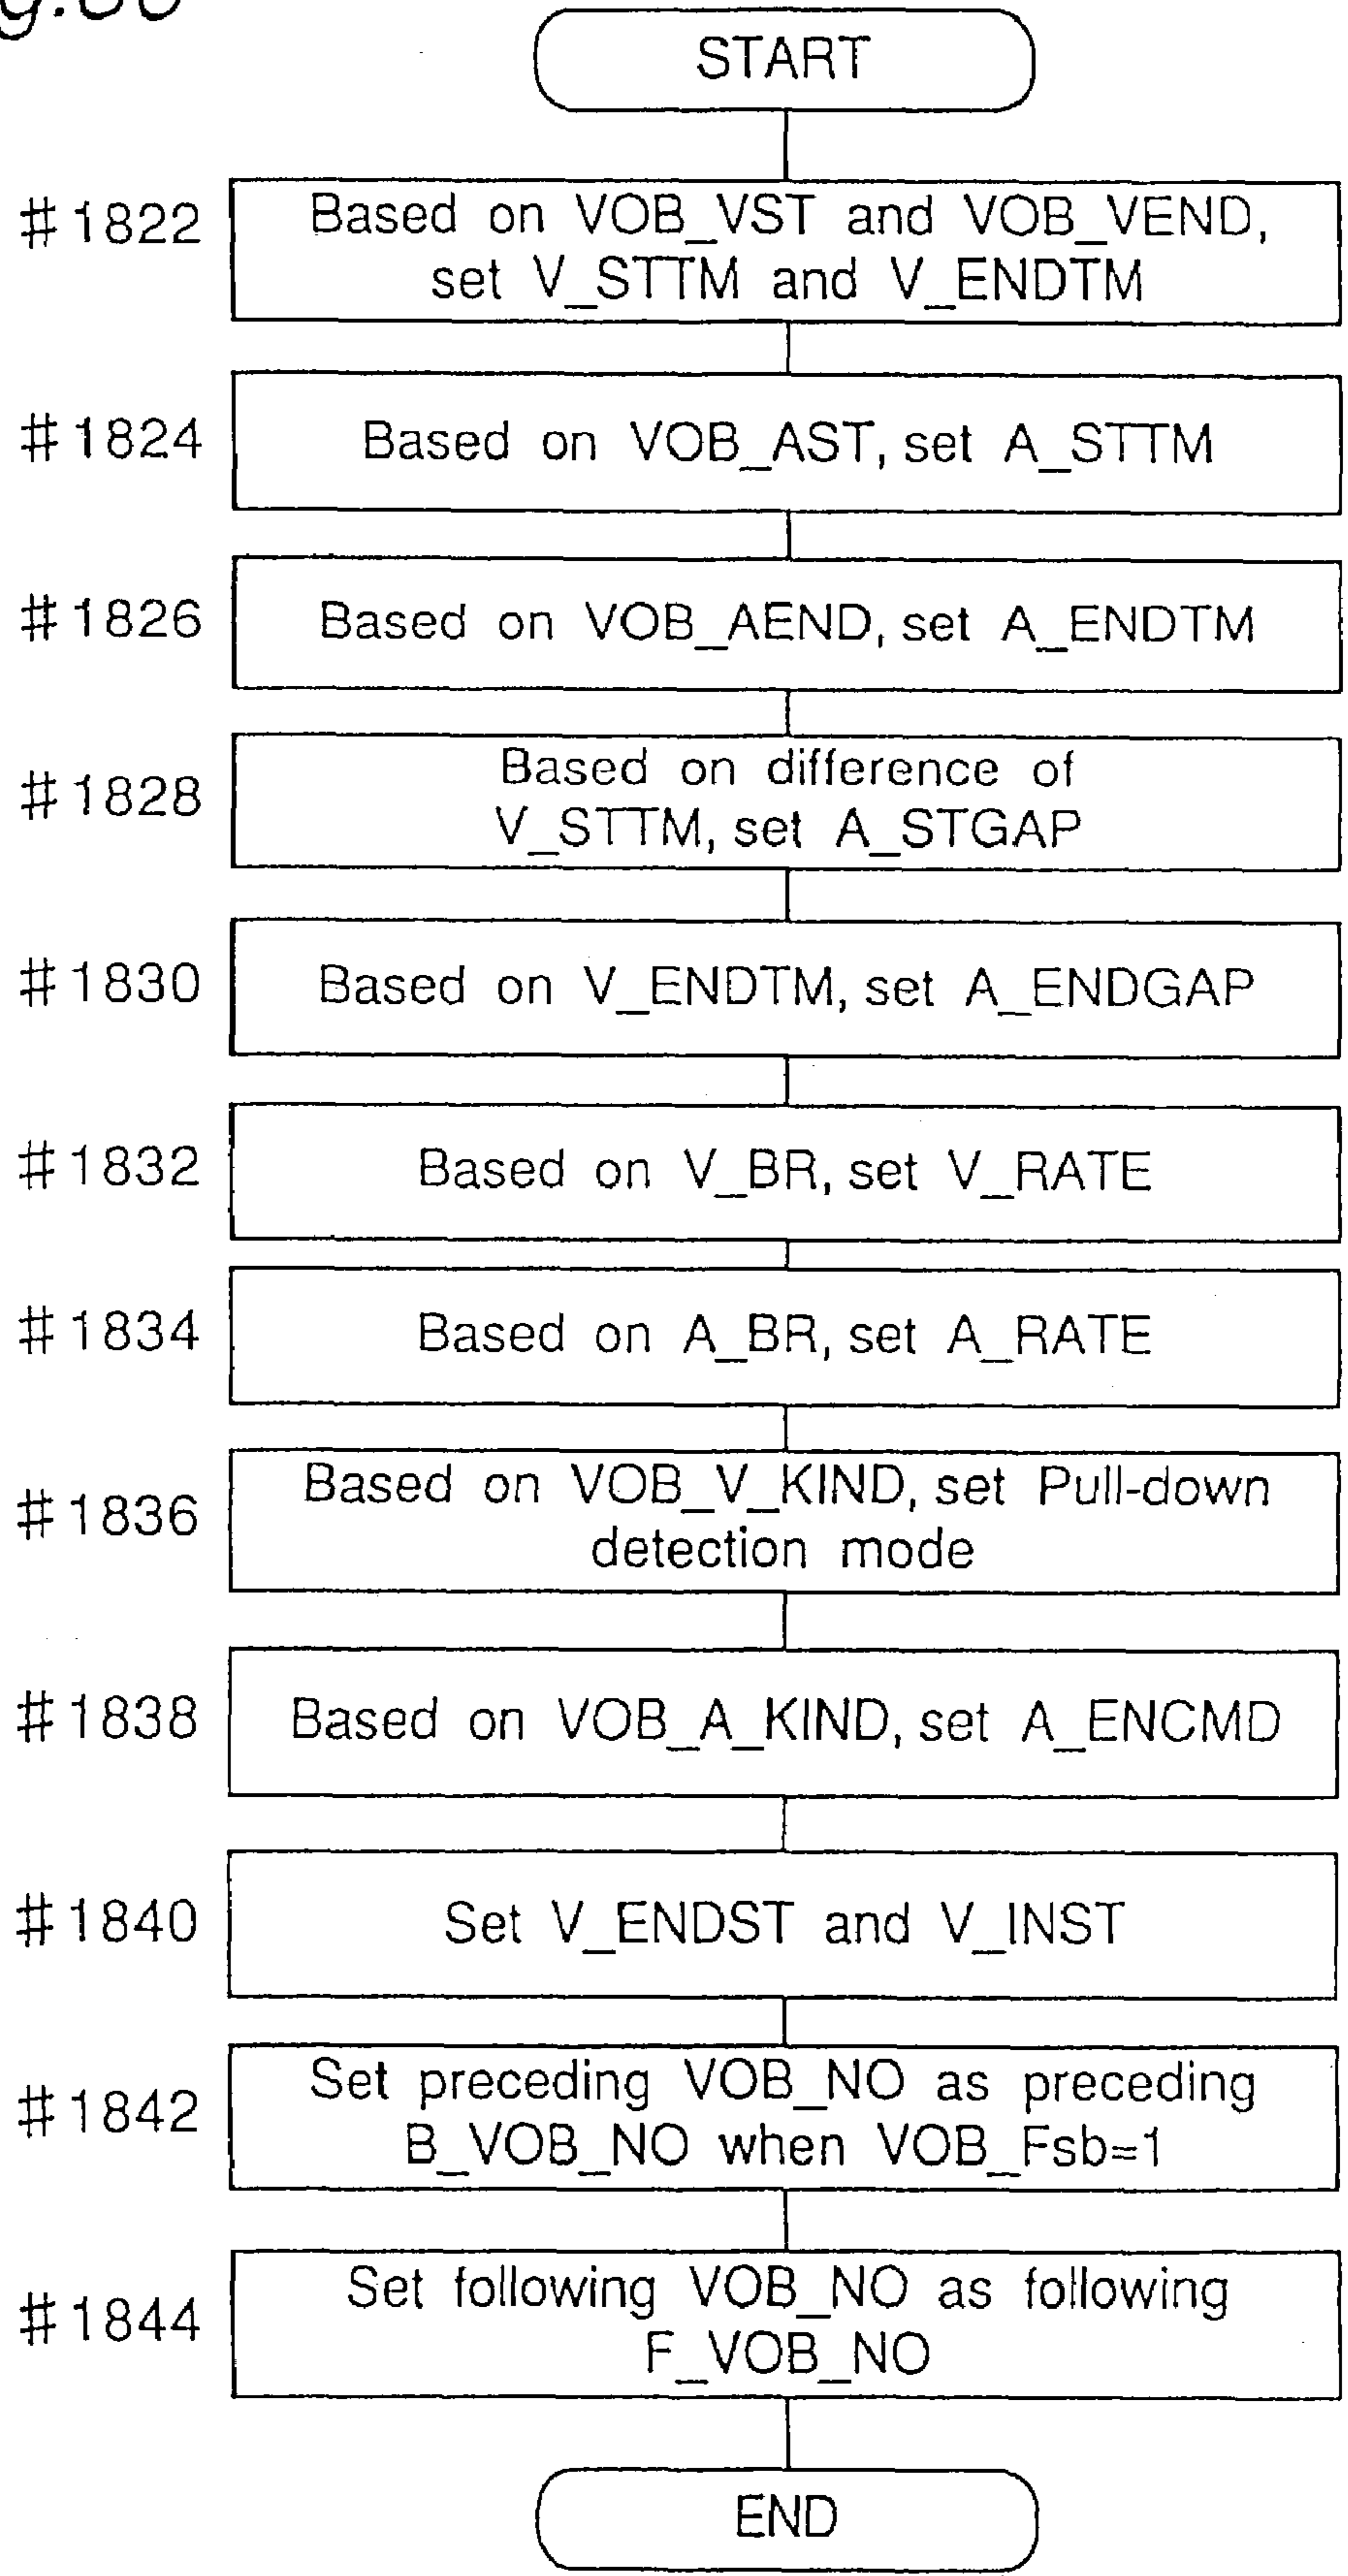 START
#1822
Based on VOB_VST and VOB_VEND,
set V_STTM and V_ENDTM
#1824
Based on VOB_AST, set A_STTM
#1826
Based on VOB_AEND, set A_ENDTM
#1828
Based on difference of
V_STTM, set A_STGAP
#1830
Based on V_ENDTM, set A_ENDGAP
#1832
Based on V_BR, set V_RATE
#1834
Based on A_BR, set A_RATE
#1836
Based on VOB_V_KIND, set Pull-down
detection mode
#1838
Based on VOB_A_KIND, set A_ENCMD
#1840
Set V_ENDST and V_INST
#1842
Set preceding VOB_NO as preceding
B_VOB_NO when VOB_Fsb=1
#1844
Set following VOB_NO as following
F_VOB_NO
END